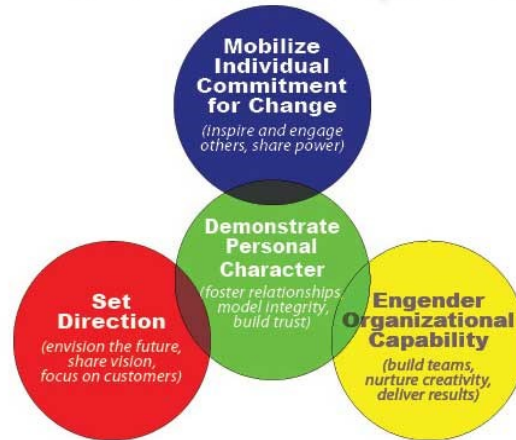 Mobilize
Individual
Commitment
for Change
(inspire and engage
others, share power)
Demonstrate
Personal
Character
(foster relationships,
model integrity,
build trust)
Set
Direction
(envision the future,
share vision,
focus on customers)
Engender
Organizational
Capability
(build teams,
nurture creativity,
deliver results)